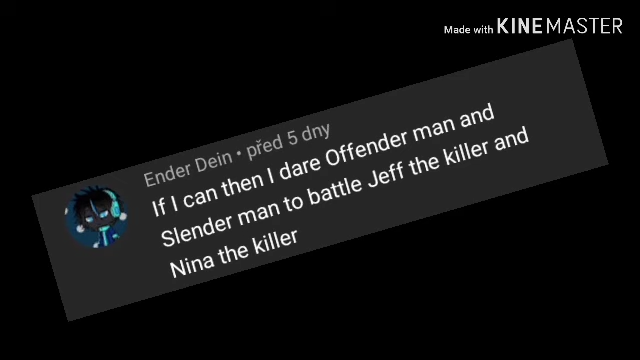 Made with KINEMASTER
Ender Dein • před 5 dny
If I can then I dare Offender man and
Slender man to battle Jeff the killer and
Nina the killer